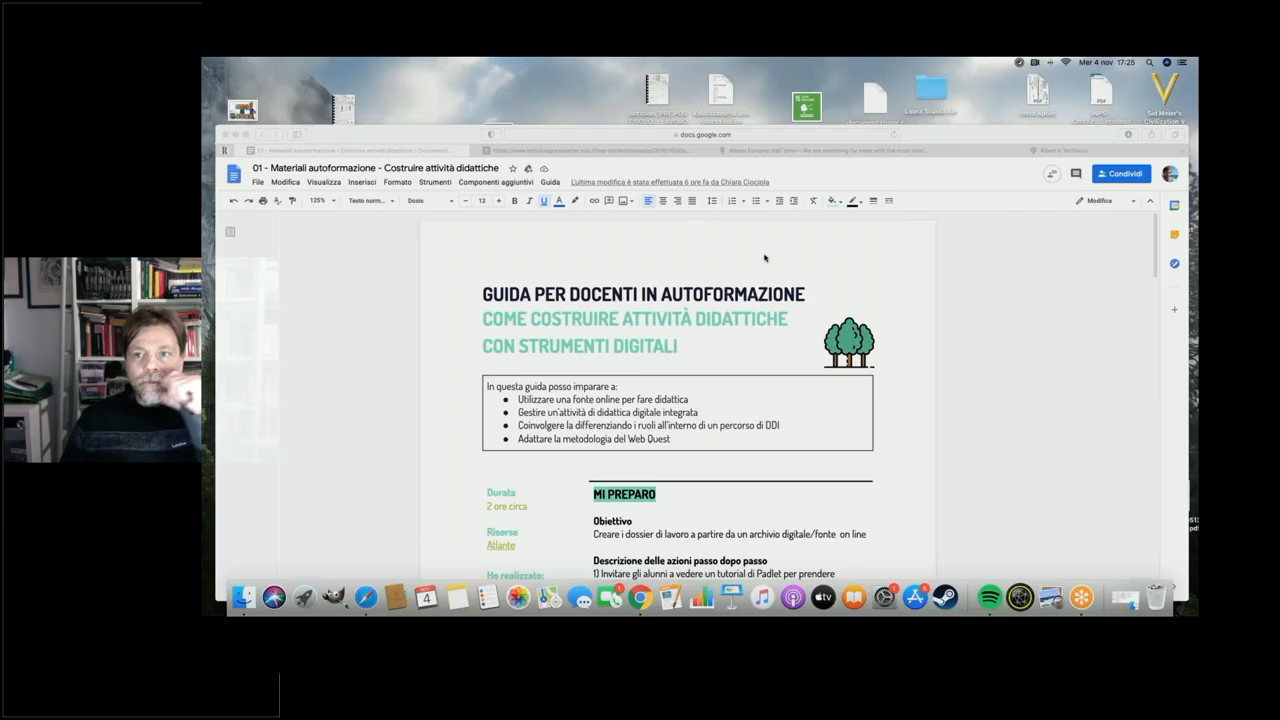 Mer 4 nov 17:25
docs.google.com
01 - Materiali autoformazione - Costruire attività didattiche
File Modifica Visualizza Inserisci Formato Strumenti Componenti aggiuntivi Guida L'ultima modifica è stata effettuata 6 ore fa da Chiara Ciociola
Condividi
125% Testo norm... Dosis 12 Modifica
GUIDA PER DOCENTI IN AUTOFORMAZIONE
COME COSTRUIRE ATTIVITÀ DIDATTICHE
CON STRUMENTI DIGITALI
In questa guida posso imparare a:
● Utilizzare una fonte online per fare didattica
● Gestire un'attività di didattica digitale integrata
● Coinvolgere la differenziando i ruoli all'interno di un percorso di DDI
● Adattare la metodologia del Web Quest
Durata
2 ore circa
Risorse
Atlante
Ho realizzato:
MI PREPARO
Obiettivo
Creare i dossier di lavoro a partire da un archivio digitale/fonte on line
Descrizione delle azioni passo dopo passo
1) Invitare gli alunni a vedere un tutorial di Padlet per prendere